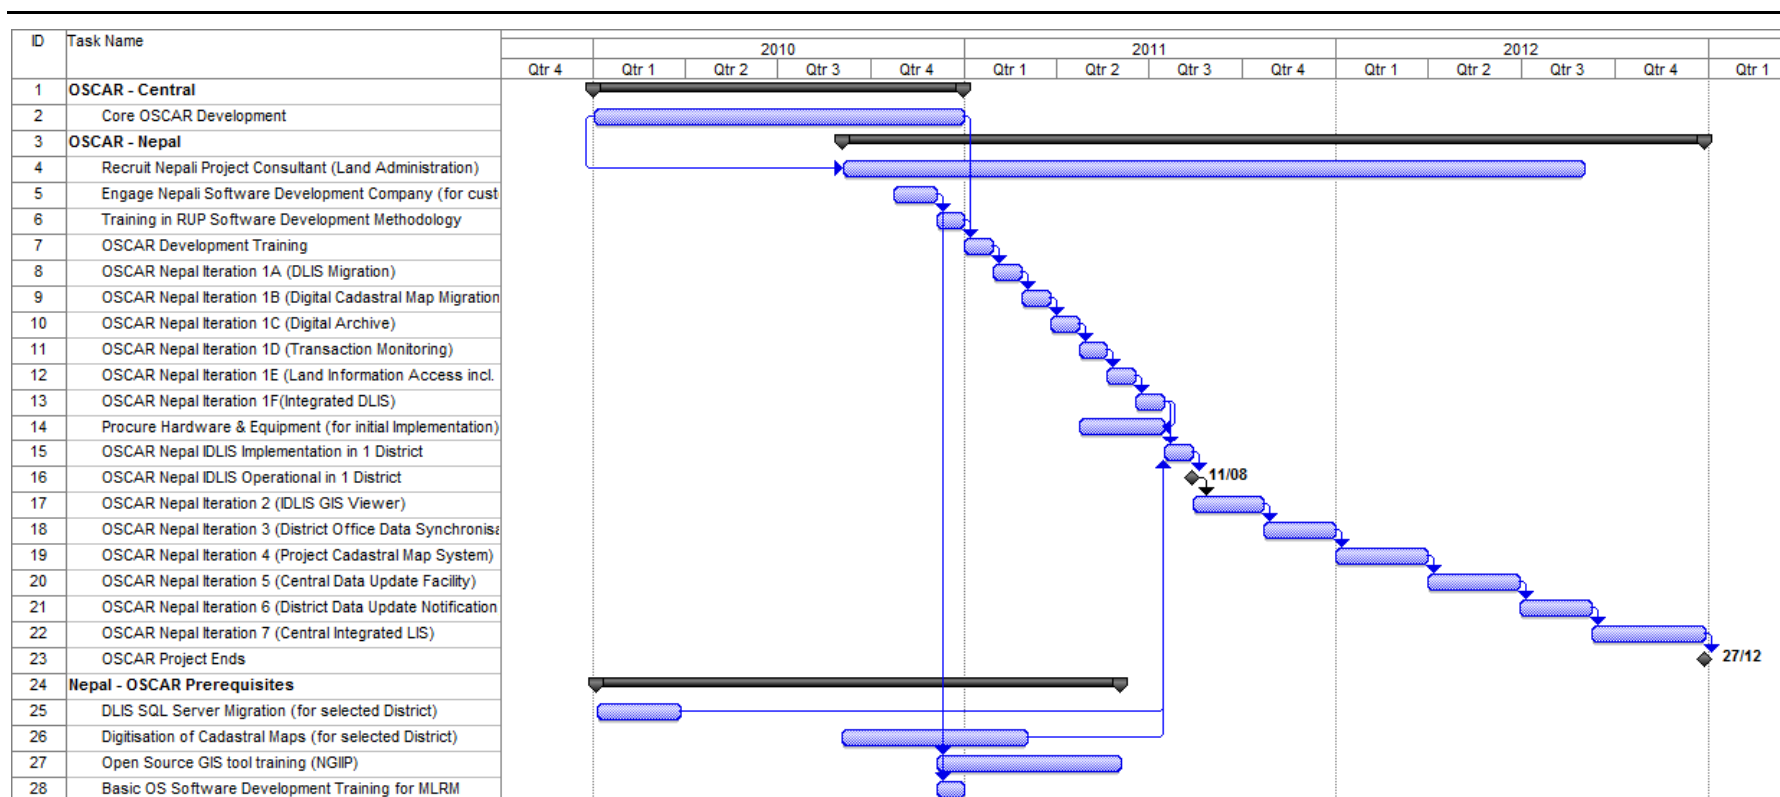 ID Task Name
2010 2011 2012
Qtr 4 Qtr 1 Qtr 2 Qtr 3 Qtr 4 Qtr 1 Qtr 2 Qtr 3 Qtr 4 Qtr 1 Qtr 2 Qtr 3 Qtr 4 Qtr 1
1 OSCAR - Central
2 Core OSCAR Development
3 OSCAR - Nepal
4 Recruit Nepali Project Consultant (Land Administration)
5 Engage Nepali Software Development Company (for cust
6 Training in RUP Software Development Methodology
7 OSCAR Development Training
8 OSCAR Nepal Iteration 1A (DLIS Migration)
9 OSCAR Nepal Iteration 1B (Digital Cadastral Map Migration
10 OSCAR Nepal Iteration 1C (Digital Archive)
11 OSCAR Nepal Iteration 1D (Transaction Monitoring)
12 OSCAR Nepal Iteration 1E (Land Information Access incl.
13 OSCAR Nepal Iteration 1F(Integrated DLIS)
14 Procure Hardware & Equipment (for initial Implementation)
15 OSCAR Nepal IDLIS Implementation in 1 District
16 OSCAR Nepal IDLIS Operational in 1 District 11/08
17 OSCAR Nepal Iteration 2 (IDLIS GIS Viewer)
18 OSCAR Nepal Iteration 3 (District Office Data Synchronisa
19 OSCAR Nepal Iteration 4 (Project Cadastral Map System)
20 OSCAR Nepal Iteration 5 (Central Data Update Facility)
21 OSCAR Nepal Iteration 6 (District Data Update Notification
22 OSCAR Nepal Iteration 7 (Central Integrated LIS)
23 OSCAR Project Ends 27/12
24 Nepal - OSCAR Prerequisites
25 DLIS SQL Server Migration (for selected District)
26 Digitisation of Cadastral Maps (for selected District)
27 Open Source GIS tool training (NGIIP)
28 Basic OS Software Development Training for MLRM